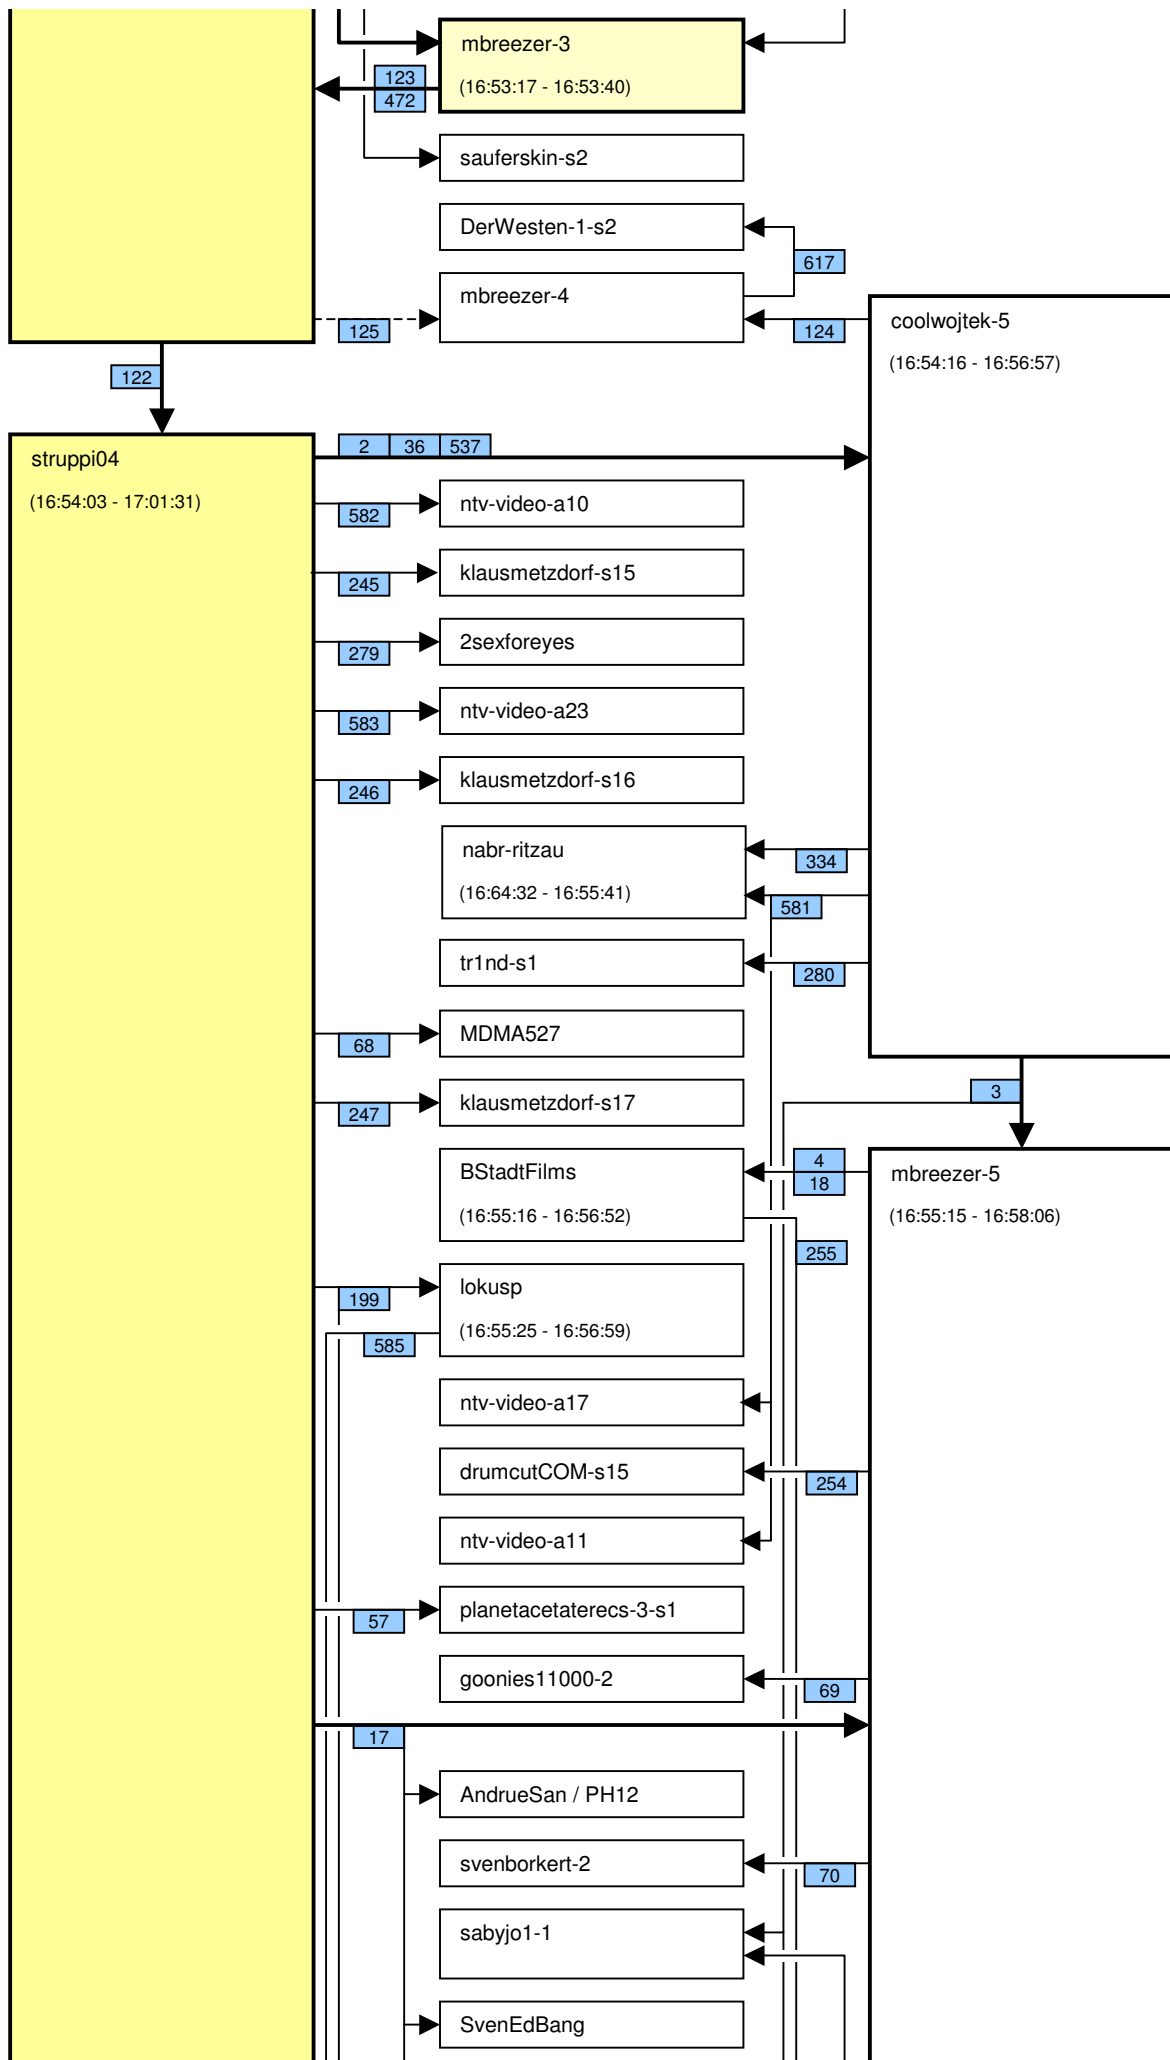 mbreezer-3
123
(16:53:17 - 16:53:40)
472
sauferskin-s2
DerWesten-1-s2
617
mbreezer-4
125
124
coolwojtek-5
(16:54:16 - 16:56:57)
122
struppi04
(16:54:03 - 17:01:31)
2 36 537
582
ntv-video-a10
245
klausmetzdorf-s15
279
2sexforeyes
583
ntv-video-a23
246
klausmetzdorf-s16
nabr-ritzau
334
(16:64:32 - 16:55:41)
581
tr1nd-s1
280
MDMA527
68
3
klausmetzdorf-s17
247
BStadtFilms
4
18
mbreezer-5
(16:55:16 - 16:56:52)
(16:55:15 - 16:58:06)
255
lokusp
199
(16:55:25 - 16:56:59)
585
ntv-video-a17
drumcutCOM-s15
254
ntv-video-a11
planetacetaterecs-3-s1
57
goonies11000-2
69
17
AndrueSan / PH12
svenborkert-2
70
sabyjo1-1
SvenEdBang